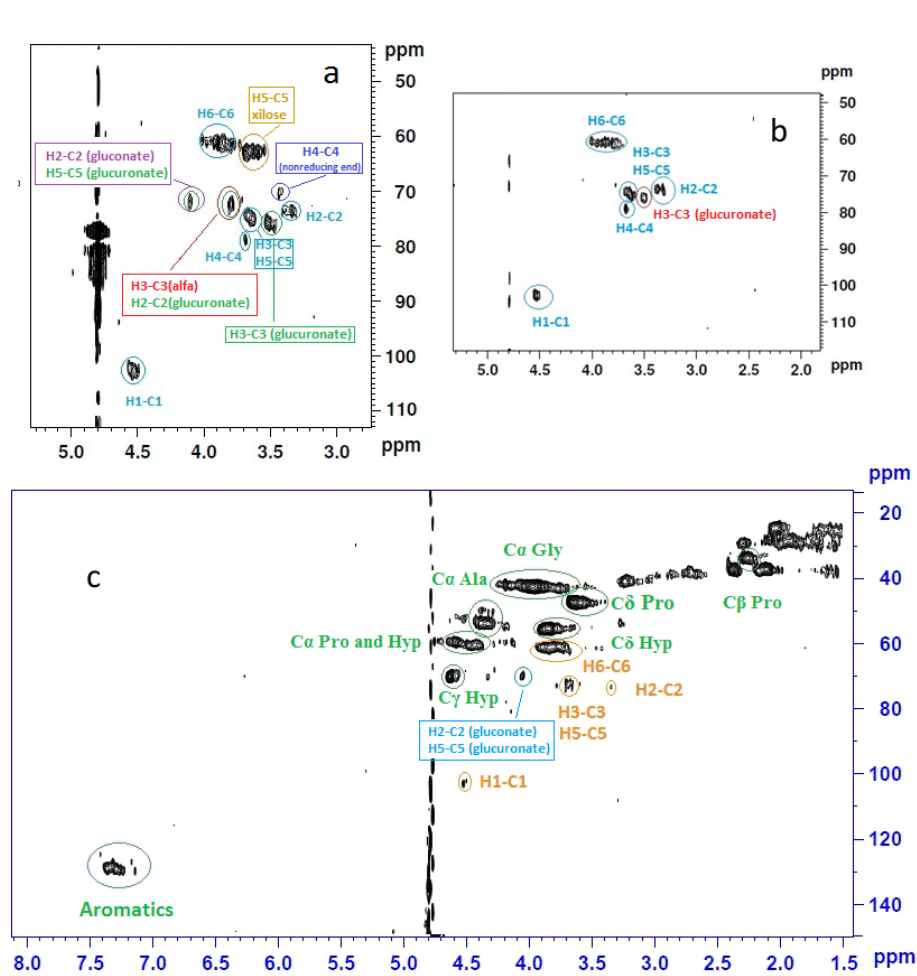 a
ppm
50
60
70
80
90
100
110
ppm
5.0 4.5 4.0 3.5 3.0
H6-C6
H5-C5
xilose
H2-C2 (gluconate)
H5-C5 (glucuronate)
H4-C4
(nonreducing end)
H2-C2
H4-C4
H3-C3
H5-C5
H3-C3(alfa)
H2-C2(glucuronate)
H3-C3 (glucuronate)
H1-C1
b
ppm
50
60
70
80
90
100
110
ppm
5.0 4.5 4.0 3.5 3.0 2.5 2.0
H6-C6
H3-C3
H5-C5
H2-C2
H3-C3 (glucuronate)
H4-C4
H1-C1
c
ppm
20
40
60
80
100
120
140
ppm
8.0 7.5 7.0 6.5 6.0 5.5 5.0 4.5 4.0 3.5 3.0 2.5 2.0 1.5
Cα Gly
Cα Ala
Cδ Pro
Cβ Pro
Cα Pro and Hyp
Cδ Hyp
H6-C6
Cγ Hyp
H2-C2
H3-C3
H5-C5
H2-C2 (gluconate)
H5-C5 (glucuronate)
H1-C1
Aromatics